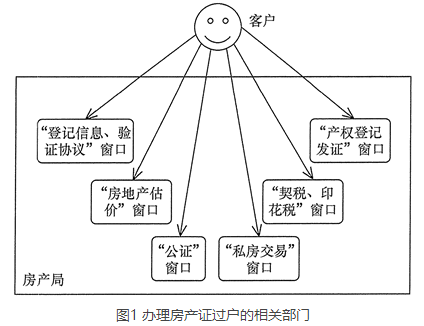 客户
“登记信息、验
证协议”窗口
“产权登记
发证”窗口
“房地产估
价”窗口
“契税、印
花税”窗口
“公证”
窗口
“私房交易”
窗口
房产局
图1 办理房产证过户的相关部门